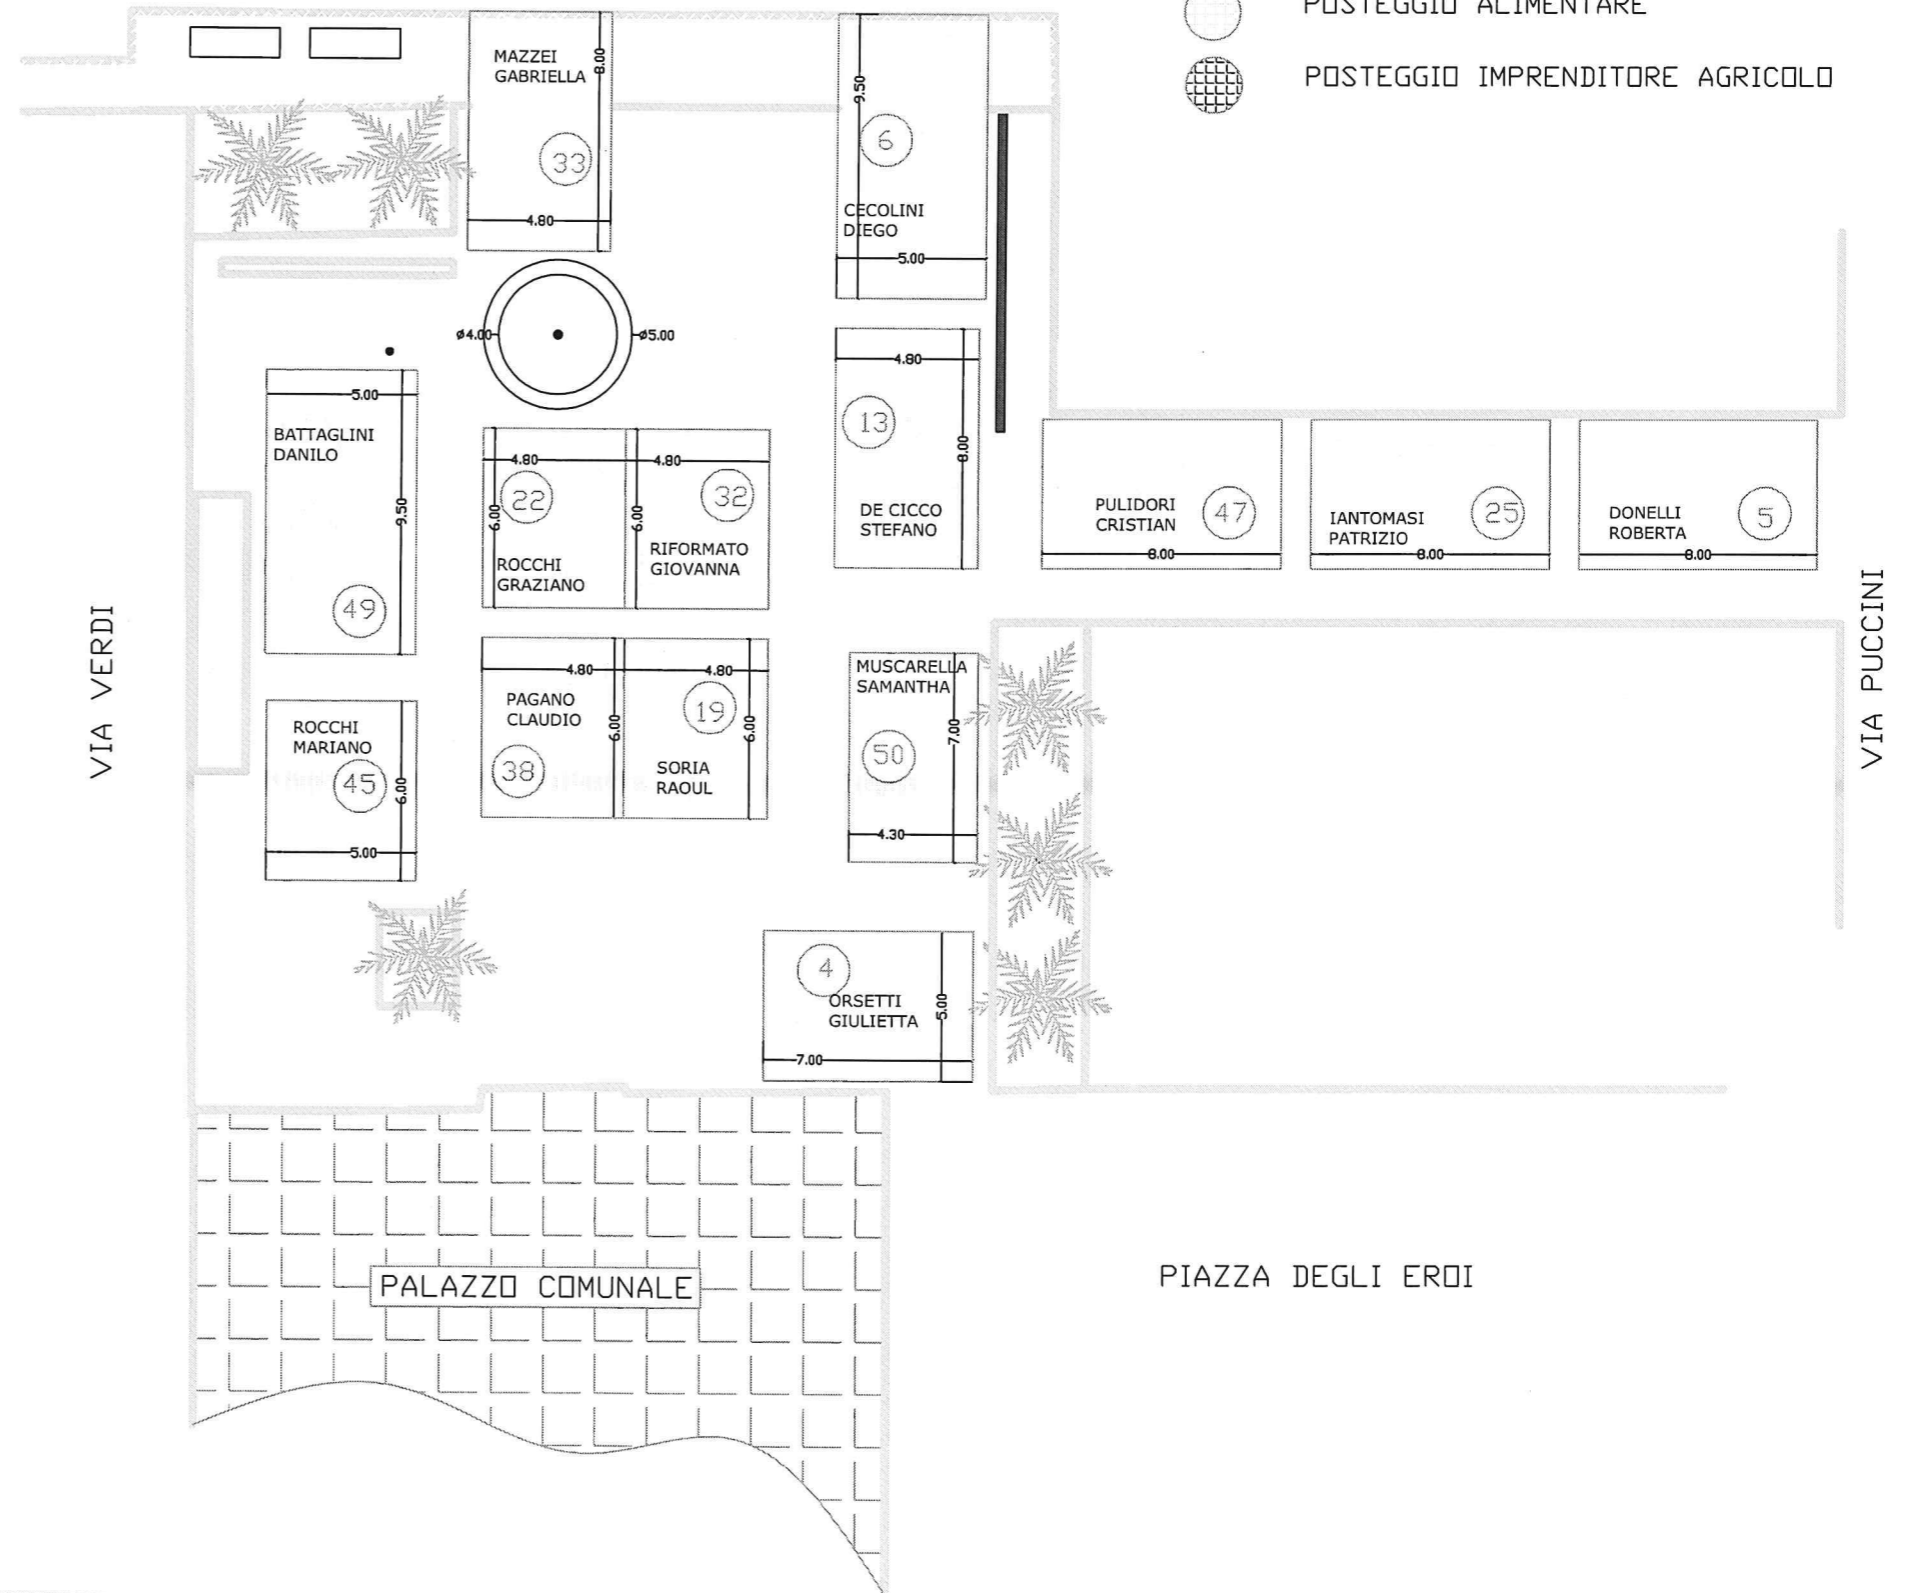 POSTEGGIO ALIMENTARE
POSTEGGIO IMPRENDITORE AGRICOLO
MAZZEI
GABRIELLA
8.00
33
4.80
9.50
6
CECOLINI
DIEGO
5.00
ø4.00
ø5.00
5.00
BATTAGLINI
DANILO
9.50
49
4.80
22
6.00
ROCCHI
GRAZIANO
4.80
32
6.00
RIFORMATO
GIOVANNA
4.80
13
8.00
DE CICCO
STEFANO
PULIDORI
CRISTIAN
47
8.00
IANTOMASI
PATRIZIO
25
8.00
DONELLI
ROBERTA
5
8.00
VIA VERDI
VIA PUCCINI
ROCCHI
MARIANO
45
6.00
5.00
4.80
PAGANO
CLAUDIO
6.00
38
4.80
19
6.00
SORIA
RAOUL
MUSCARELLA
SAMANTHA
7.00
50
4.30
4
ORSETTI
GIULIETTA
5.00
7.00
PALAZZO COMUNALE
PIAZZA DEGLI EROI